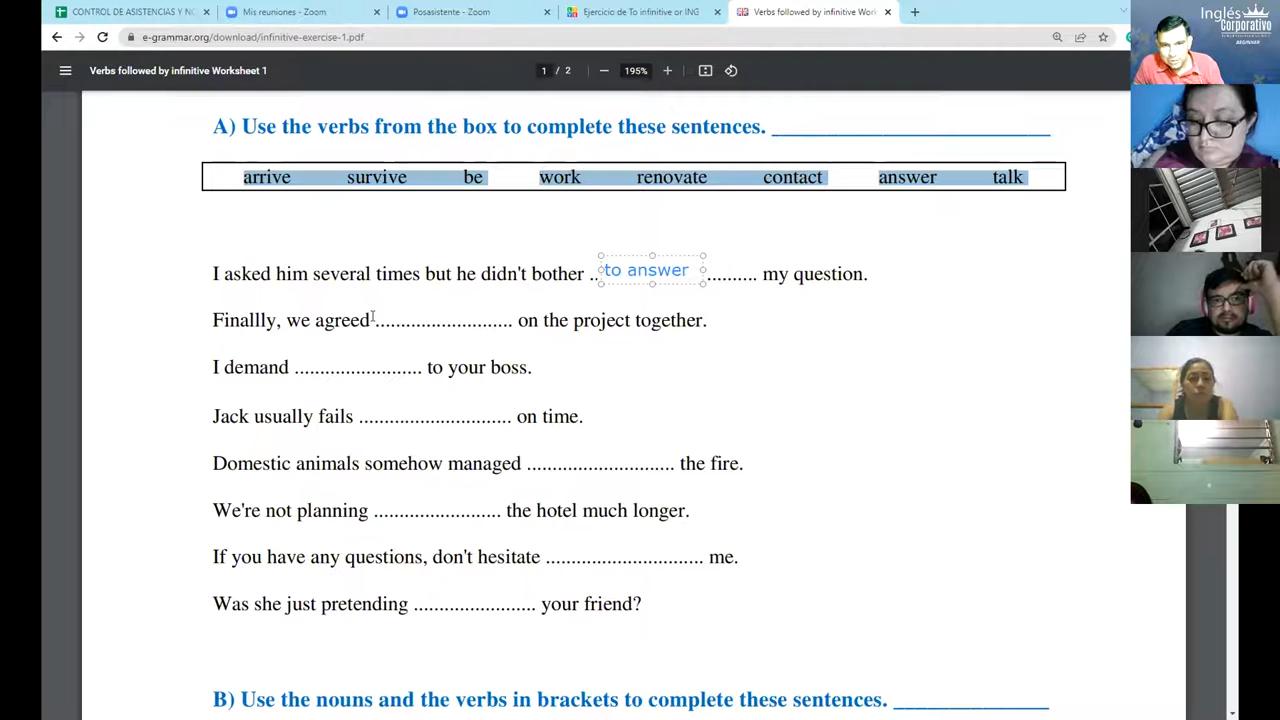 CONTROL DE ASISTENCIAS Y NO
Mis reuniones - Zoom
Posasistente - Zoom
Ejercicio de To infinitive or ING
Verbs followed by infinitive Work
e-grammar.org/download/infinitive-exercise-1.pdf
Verbs followed by infinitive Worksheet 1
1 / 2
195%
Inglés
Corporativo
BEGINNER
A) Use the verbs from the box to complete these sentences. ____________________________
arrive survive be work renovate contact answer talk
I asked him several times but he didn't bother ..to answer.......... my question.
Finallly, we agreed........................... on the project together.
I demand ......................... to your boss.
Jack usually fails .............................. on time.
Domestic animals somehow managed ............................. the fire.
We're not planning ......................... the hotel much longer.
If you have any questions, don't hesitate ............................... me.
Was she just pretending ........................ your friend?
B) Use the nouns and the verbs in brackets to complete these sentences. _______________